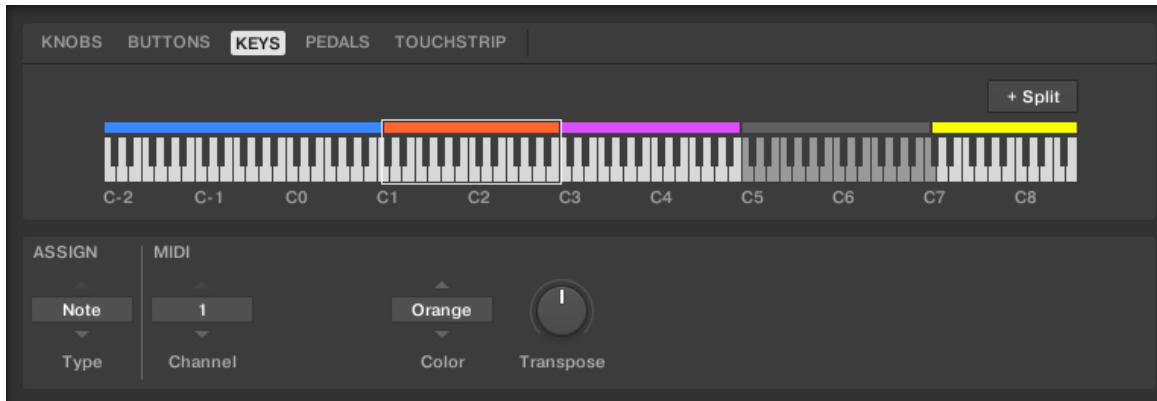 KNOBS BUTTONS KEYS PEDALS TOUCHSTRIP
+ Split
C-2 C-1 C0 C1 C2 C3 C4 C5 C6 C7 C8
ASSIGN MIDI
Note 1 Orange
Type Channel Color Transpose